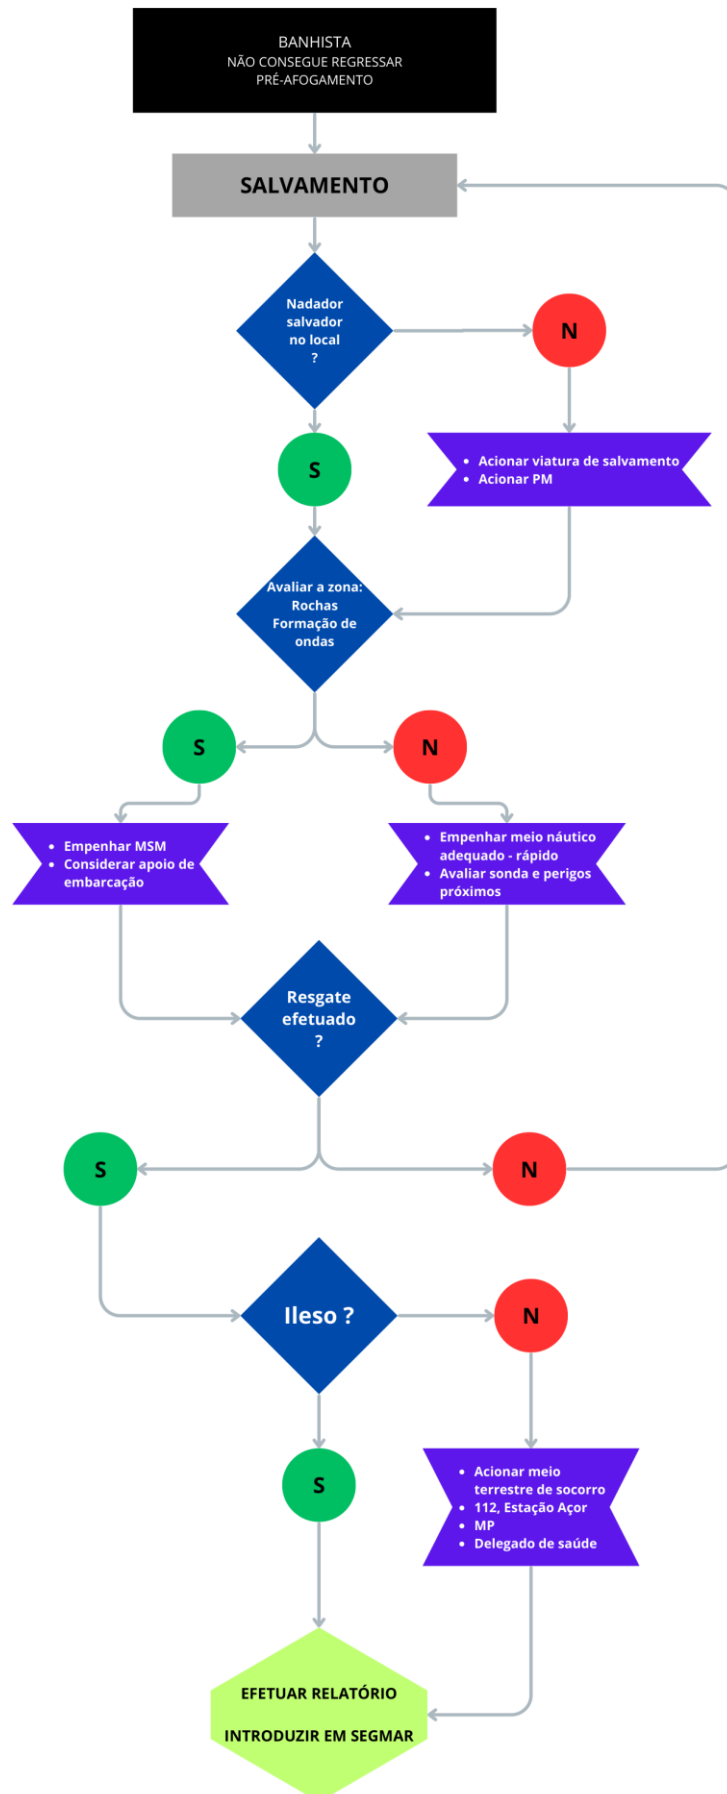 BANHISTA
NÃO CONSEGUE REGRESSAR
PRÉ-AFOGAMENTO
SALVAMENTO
Nadador
salvador
no local
?
N
S
• Acionar viatura de salvamento
• Acionar PM
Avaliar a zona:
Rochas
Formação de
ondas
S
N
• Empenhar MSM
• Considerar apoio de
embarcação
• Empenhar meio náutico
adequado - rápido
• Avaliar sonda e perigos
próximos
Resgate
efetuado
?
S
N
Ileso ?
N
S
• Acionar meio
terrestre de socorro
• 112, Estação Açor
• MP
• Delegado de saúde
EFETUAR RELATÓRIO
INTRODUZIR EM SEGMAR